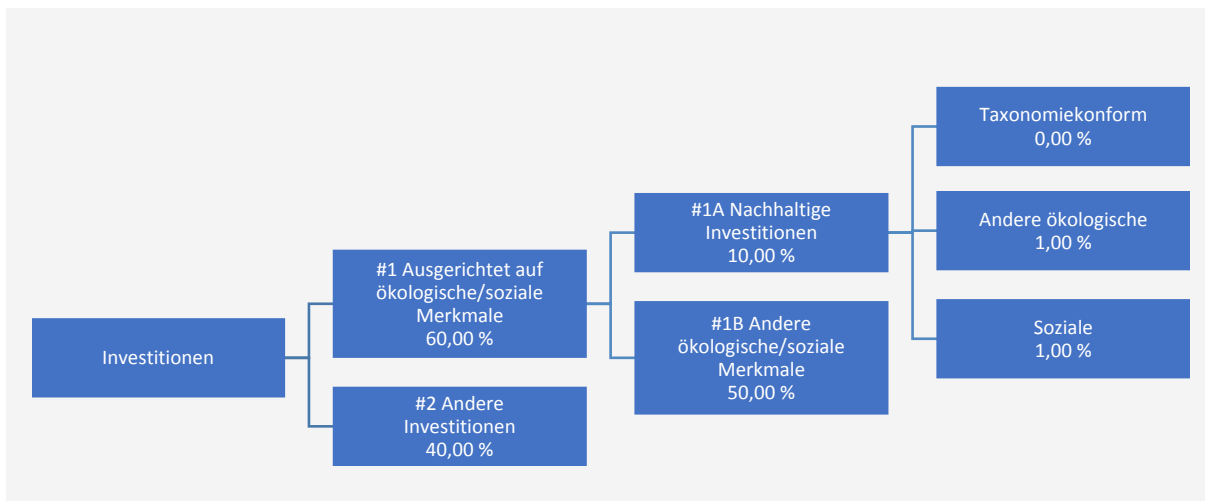 Investitionen
#1 Ausgerichtet auf
ökologische/soziale
Merkmale
60,00 %
#2 Andere
Investitionen
40,00 %
#1A Nachhaltige
Investitionen
10,00 %
#1B Andere
ökologische/soziale
Merkmale
50,00 %
Taxonomiekonform
0,00 %
Andere ökologische
1,00 %
Soziale
1,00 %